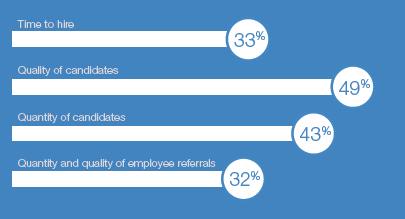 Time to hire
33%
Quality of candidates
49%
Quantity of candidates
43%
Quantity and quality of employee referrals
32%